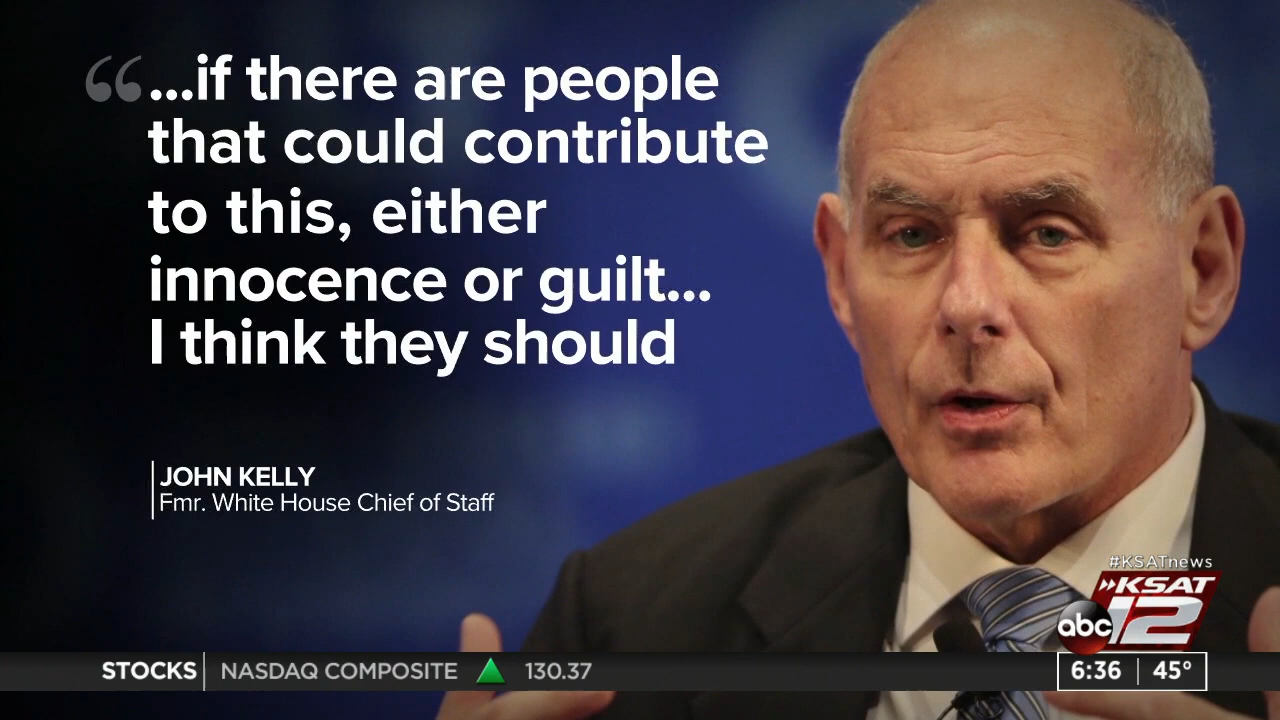 “...if there are people
that could contribute
to this, either
innocence or guilt...
I think they should
JOHN KELLY
Fmr. White House Chief of Staff
#KSATnews
KSAT
abc 12
STOCKS NASDAQ COMPOSITE 130.37
6:36 45°